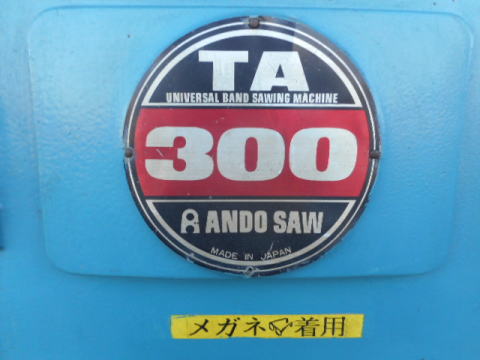 TA
UNIVERSAL BAND SAWING MACHINE
300
ANDO SAW
MADE IN JAPAN
メガネ着用